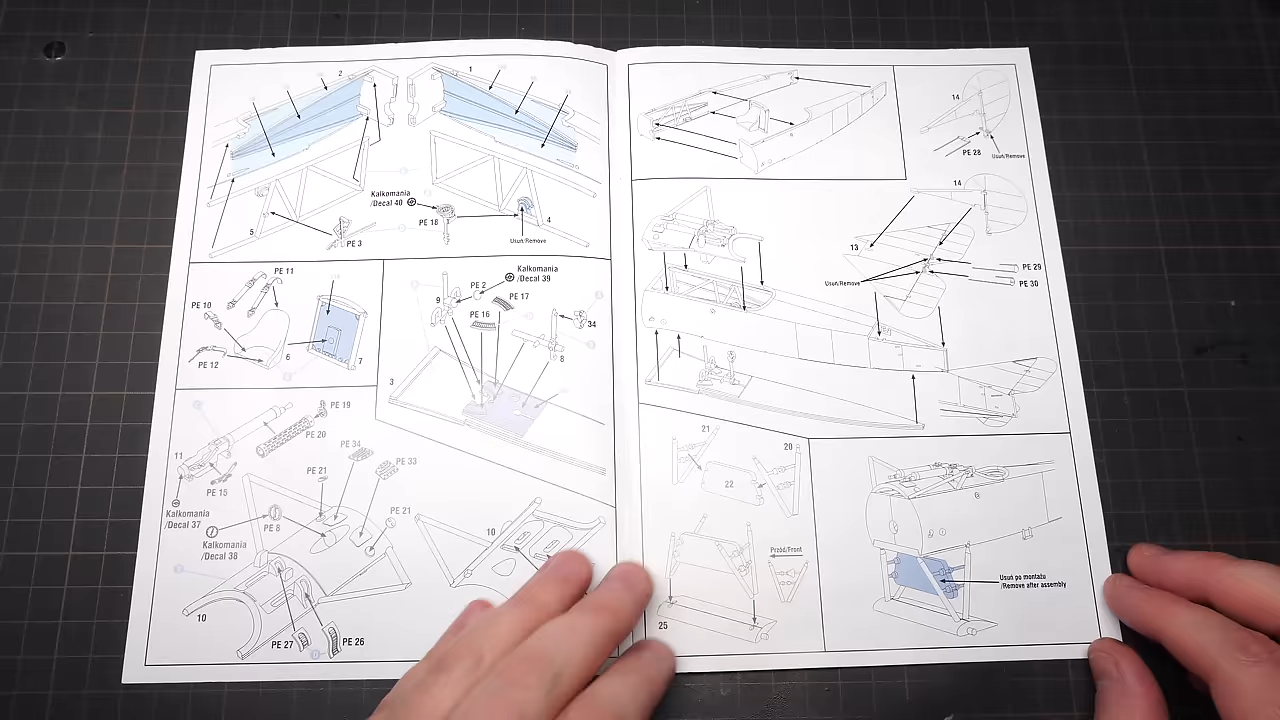 2
1
Kalkomania
/Decal 40
PE 18
4
5
PE 3
Usuń/Remove
PE 11
PE 10
PE 12
6
7
Kalkomania
/Decal 39
PE 2
9
PE 17
PE 16
34
8
3
PE 19
PE 20
11
PE 15
PE 34
PE 33
PE 21
Kalkomania
/Decal 37
PE 8
PE 21
Kalkomania
/Decal 38
10
10
PE 27
PE 26
14
PE 28
Usuń/Remove
14
13
Usuń/Remove
PE 29
PE 30
21
20
22
Przód/Front
25
Usuń po montażu
/Remove after assembly